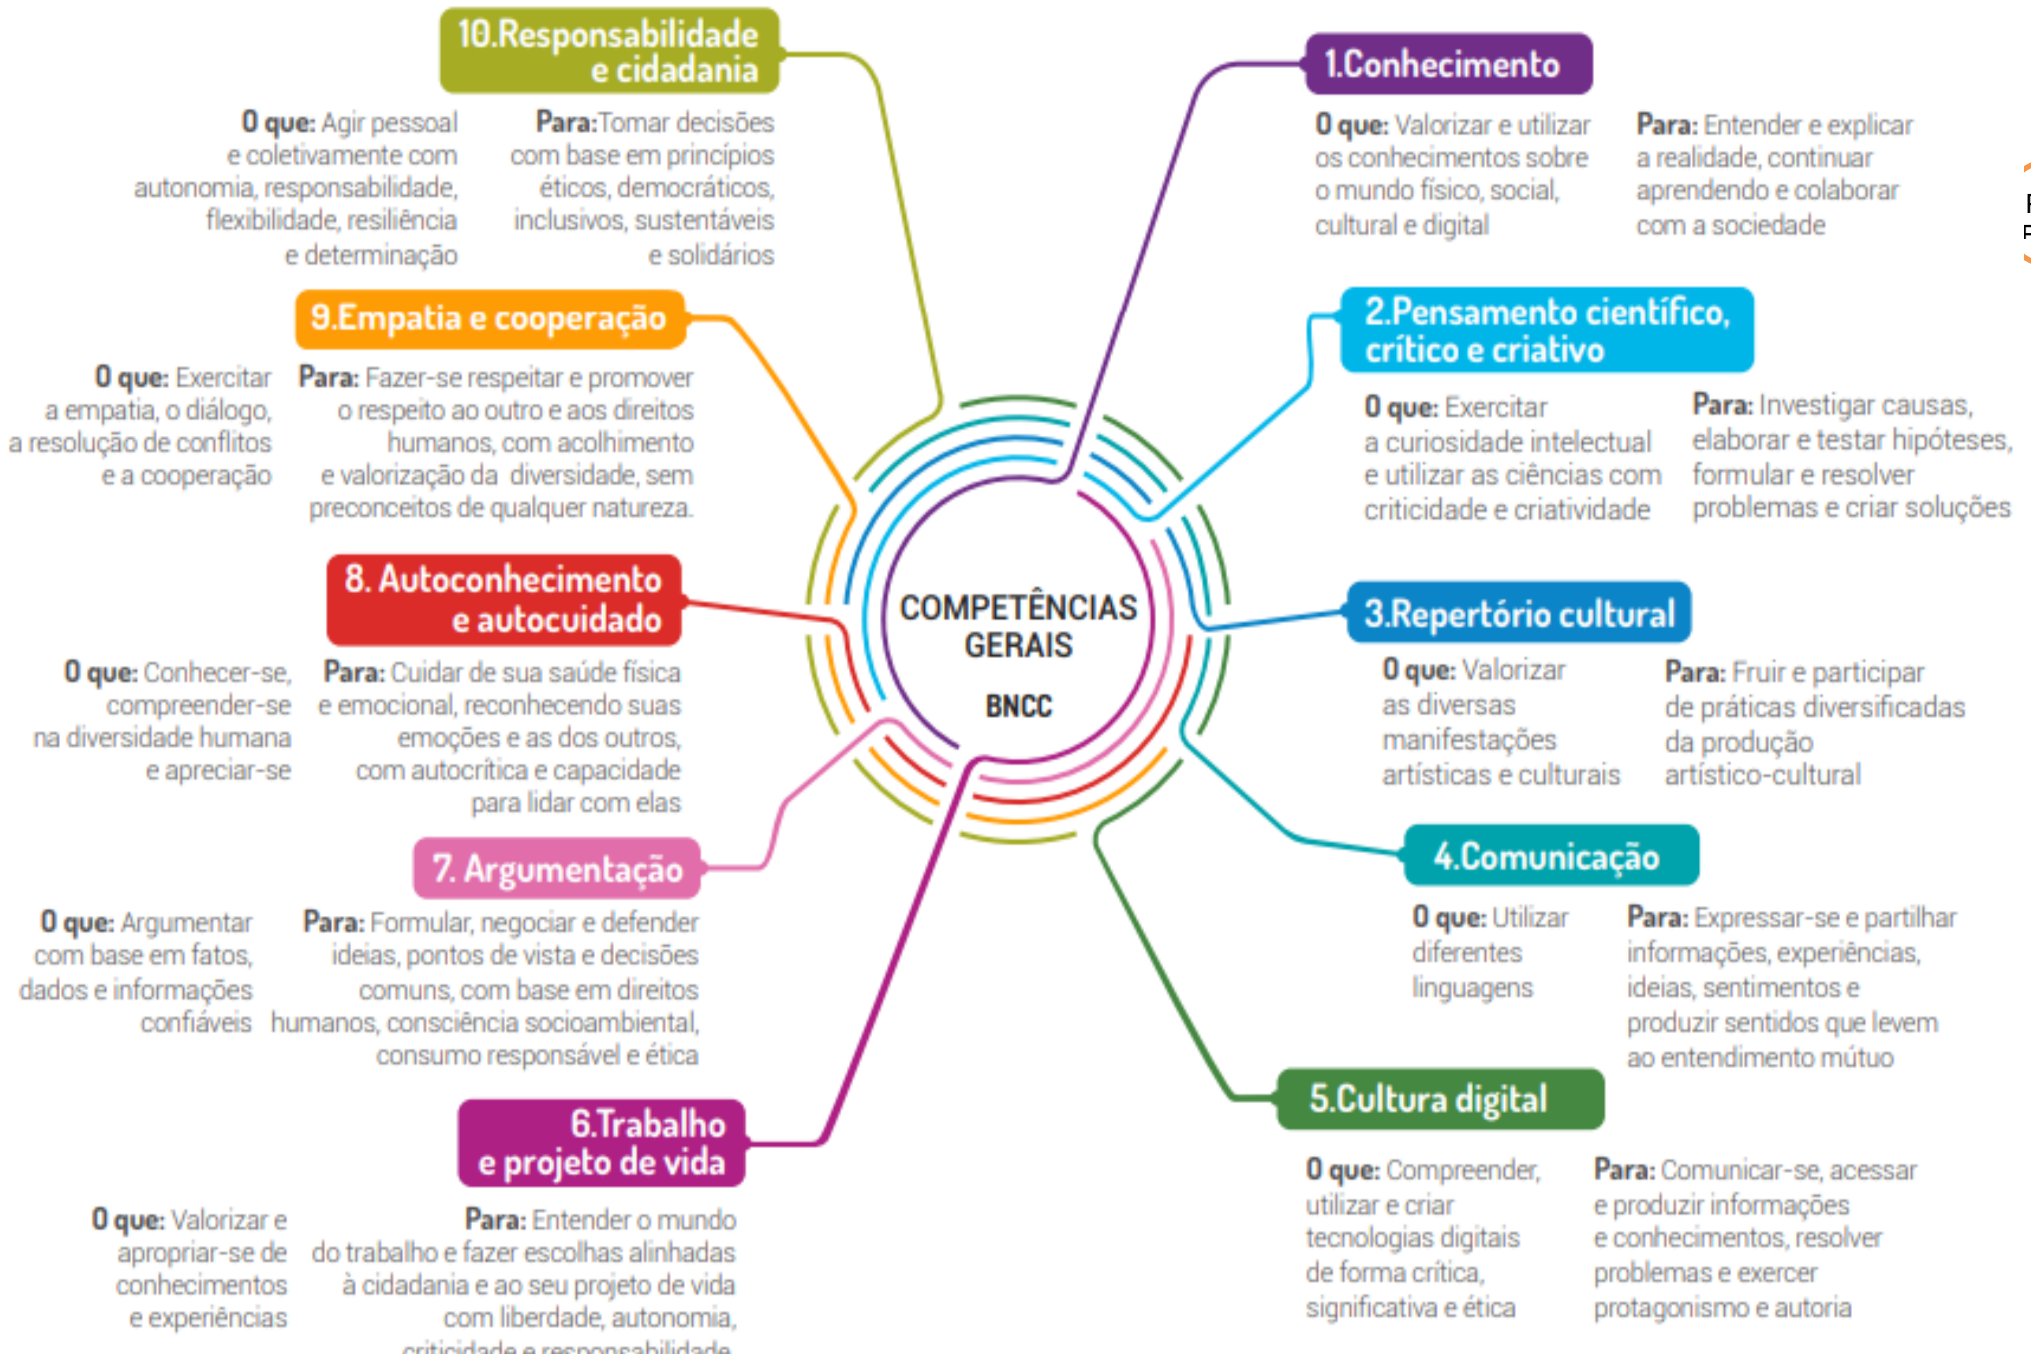 10.Responsabilidade
e cidadania
O que: Agir pessoal
e coletivamente com
autonomia, responsabilidade,
flexibilidade, resiliência
e determinação
Para:Tomar decisões
com base em princípios
éticos, democráticos,
inclusivos, sustentáveis
e solidários
9.Empatia e cooperação
O que: Exercitar
a empatia, o diálogo,
a resolução de conflitos
e a cooperação
Para: Fazer-se respeitar e promover
o respeito ao outro e aos direitos
humanos, com acolhimento
e valorização da diversidade, sem
preconceitos de qualquer natureza.
8. Autoconhecimento
e autocuidado
O que: Conhecer-se,
compreender-se
na diversidade humana
e apreciar-se
Para: Cuidar de sua saúde física
e emocional, reconhecendo suas
emoções e as dos outros,
com autocrítica e capacidade
para lidar com elas
7. Argumentação
O que: Argumentar
com base em fatos,
dados e informações
confiáveis
Para: Formular, negociar e defender
ideias, pontos de vista e decisões
comuns, com base em direitos
humanos, consciência socioambiental,
consumo responsável e ética
6.Trabalho
e projeto de vida
O que: Valorizar e
apropriar-se de
conhecimentos
e experiências
Para: Entender o mundo
do trabalho e fazer escolhas alinhadas
à cidadania e ao seu projeto de vida
com liberdade, autonomia,
criticidade e responsabilidade
COMPETÊNCIAS
GERAIS
BNCC
1.Conhecimento
O que: Valorizar e utilizar
os conhecimentos sobre
o mundo físico, social,
cultural e digital
Para: Entender e explicar
a realidade, continuar
aprendendo e colaborar
com a sociedade
2.Pensamento científico,
crítico e criativo
O que: Exercitar
a curiosidade intelectual
e utilizar as ciências com
criticidade e criatividade
Para: Investigar causas,
elaborar e testar hipóteses,
formular e resolver
problemas e criar soluções
3.Repertório cultural
O que: Valorizar
as diversas
manifestações
artísticas e culturais
Para: Fruir e participar
de práticas diversificadas
da produção
artístico-cultural
4.Comunicação
O que: Utilizar
diferentes
linguagens
Para: Expressar-se e partilhar
informações, experiências,
ideias, sentimentos e
produzir sentidos que levem
ao entendimento mútuo
5.Cultura digital
O que: Compreender,
utilizar e criar
tecnologias digitais
de forma crítica,
significativa e ética
Para: Comunicar-se, acessar
e produzir informações
e conhecimentos, resolver
problemas e exercer
protagonismo e autoria